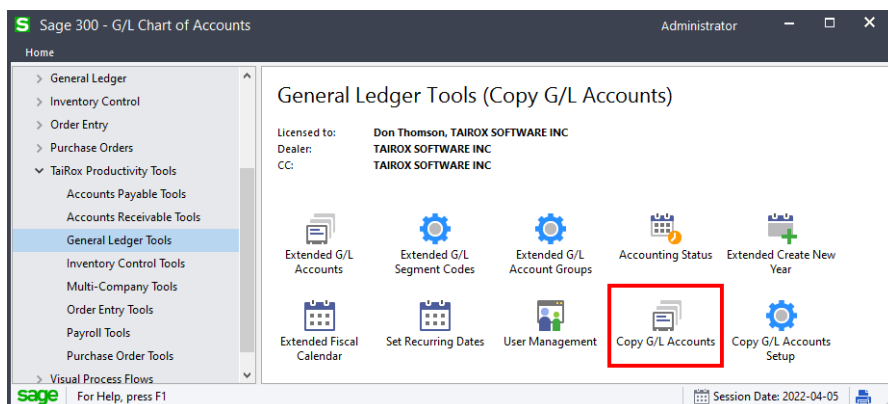 S Sage 300 - G/L Chart of Accounts
Administrator
Home
General Ledger
Inventory Control
Order Entry
Purchase Orders
TaiRox Productivity Tools
Accounts Payable Tools
Accounts Receivable Tools
General Ledger Tools
Inventory Control Tools
Multi-Company Tools
Order Entry Tools
Payroll Tools
Purchase Order Tools
Visual Process Flows
General Ledger Tools (Copy G/L Accounts)
Licensed to: Don Thomson, TAIROX SOFTWARE INC
Dealer: TAIROX SOFTWARE INC
CC: TAIROX SOFTWARE INC
Extended G/L
Accounts
Extended G/L
Segment Codes
Extended G/L
Account Groups
Accounting Status
Extended Create New
Year
Extended Fiscal
Calendar
Set Recurring Dates
User Management
Copy G/L Accounts
Copy G/L Accounts
Setup
sage
For Help, press F1
Session Date: 2022-04-05